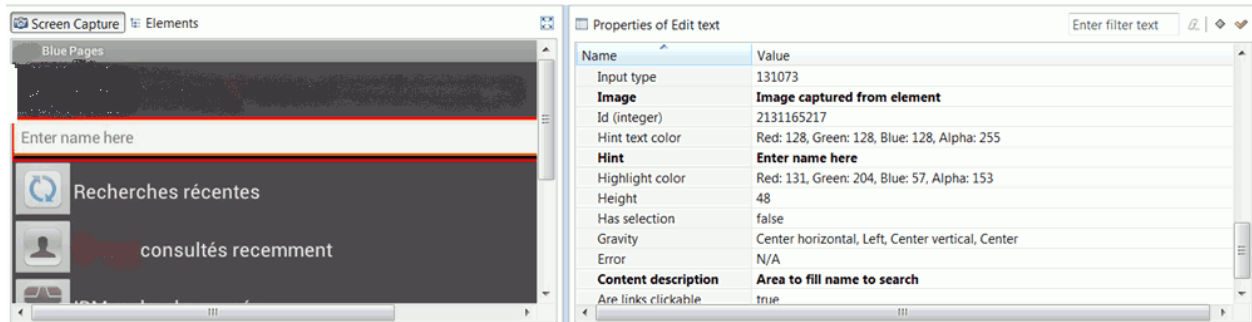 Screen Capture Elements
Blue Pages
Enter name here
Recherches récentes
consultés recemment
Properties of Edit text Enter filter text
Name Value
Input type 131073
Image Image captured from element
Id (integer) 2131165217
Hint text color Red: 128, Green: 128, Blue: 128, Alpha: 255
Hint Enter name here
Highlight color Red: 131, Green: 204, Blue: 57, Alpha: 153
Height 48
Has selection false
Gravity Center horizontal, Left, Center vertical, Center
Error N/A
Content description Area to fill name to search
Are links clickable true